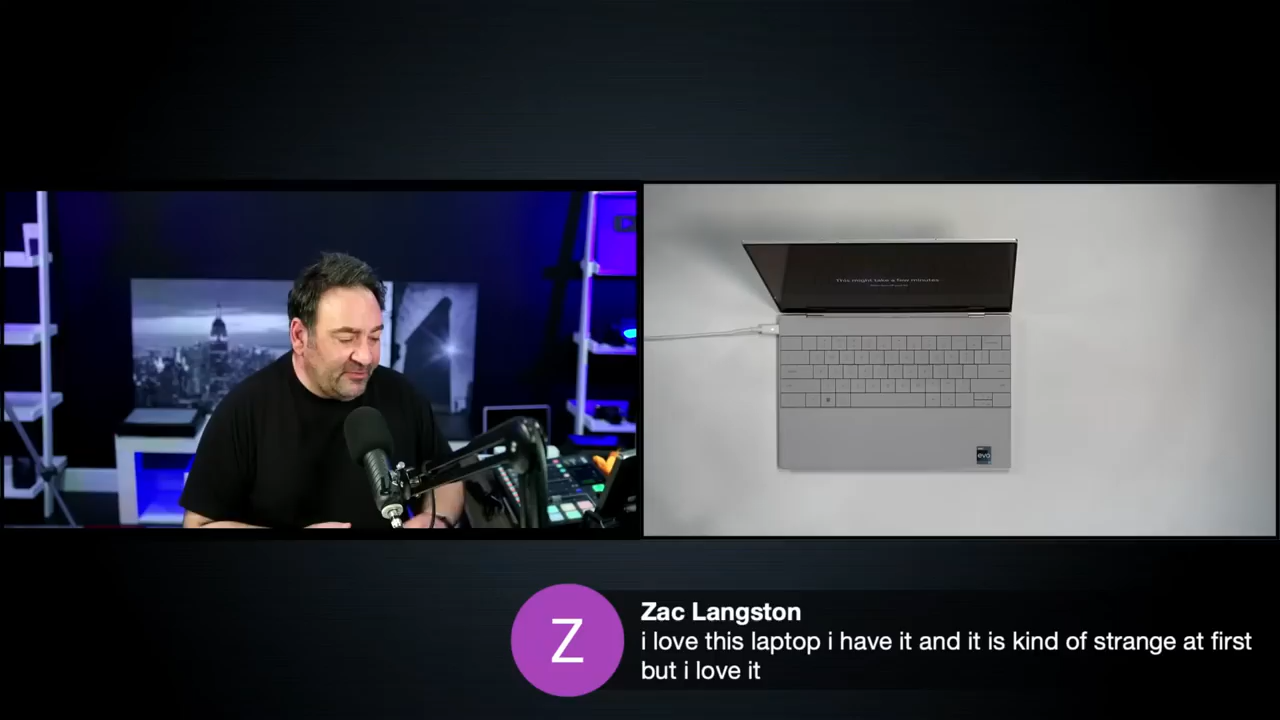 This might take a few minutes
evo
Z
Zac Langston
i love this laptop i have it and it is kind of strange at first
but i love it